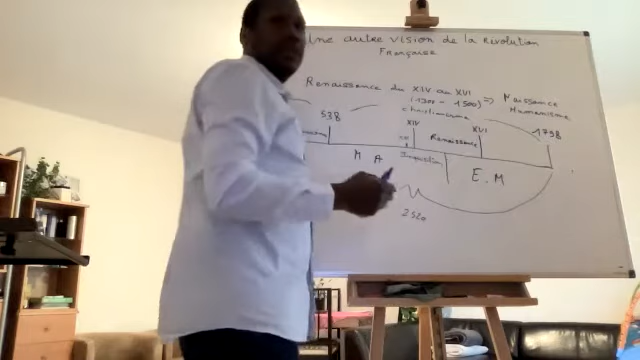 Une autre vision de la Révolution
Française
Renaissance du XIV au XVI
(1300 - 1500) => Naissance
Humanisme
538
1798
XIV
XVI
Renaissance
M A
Inquisition
E.M
2520